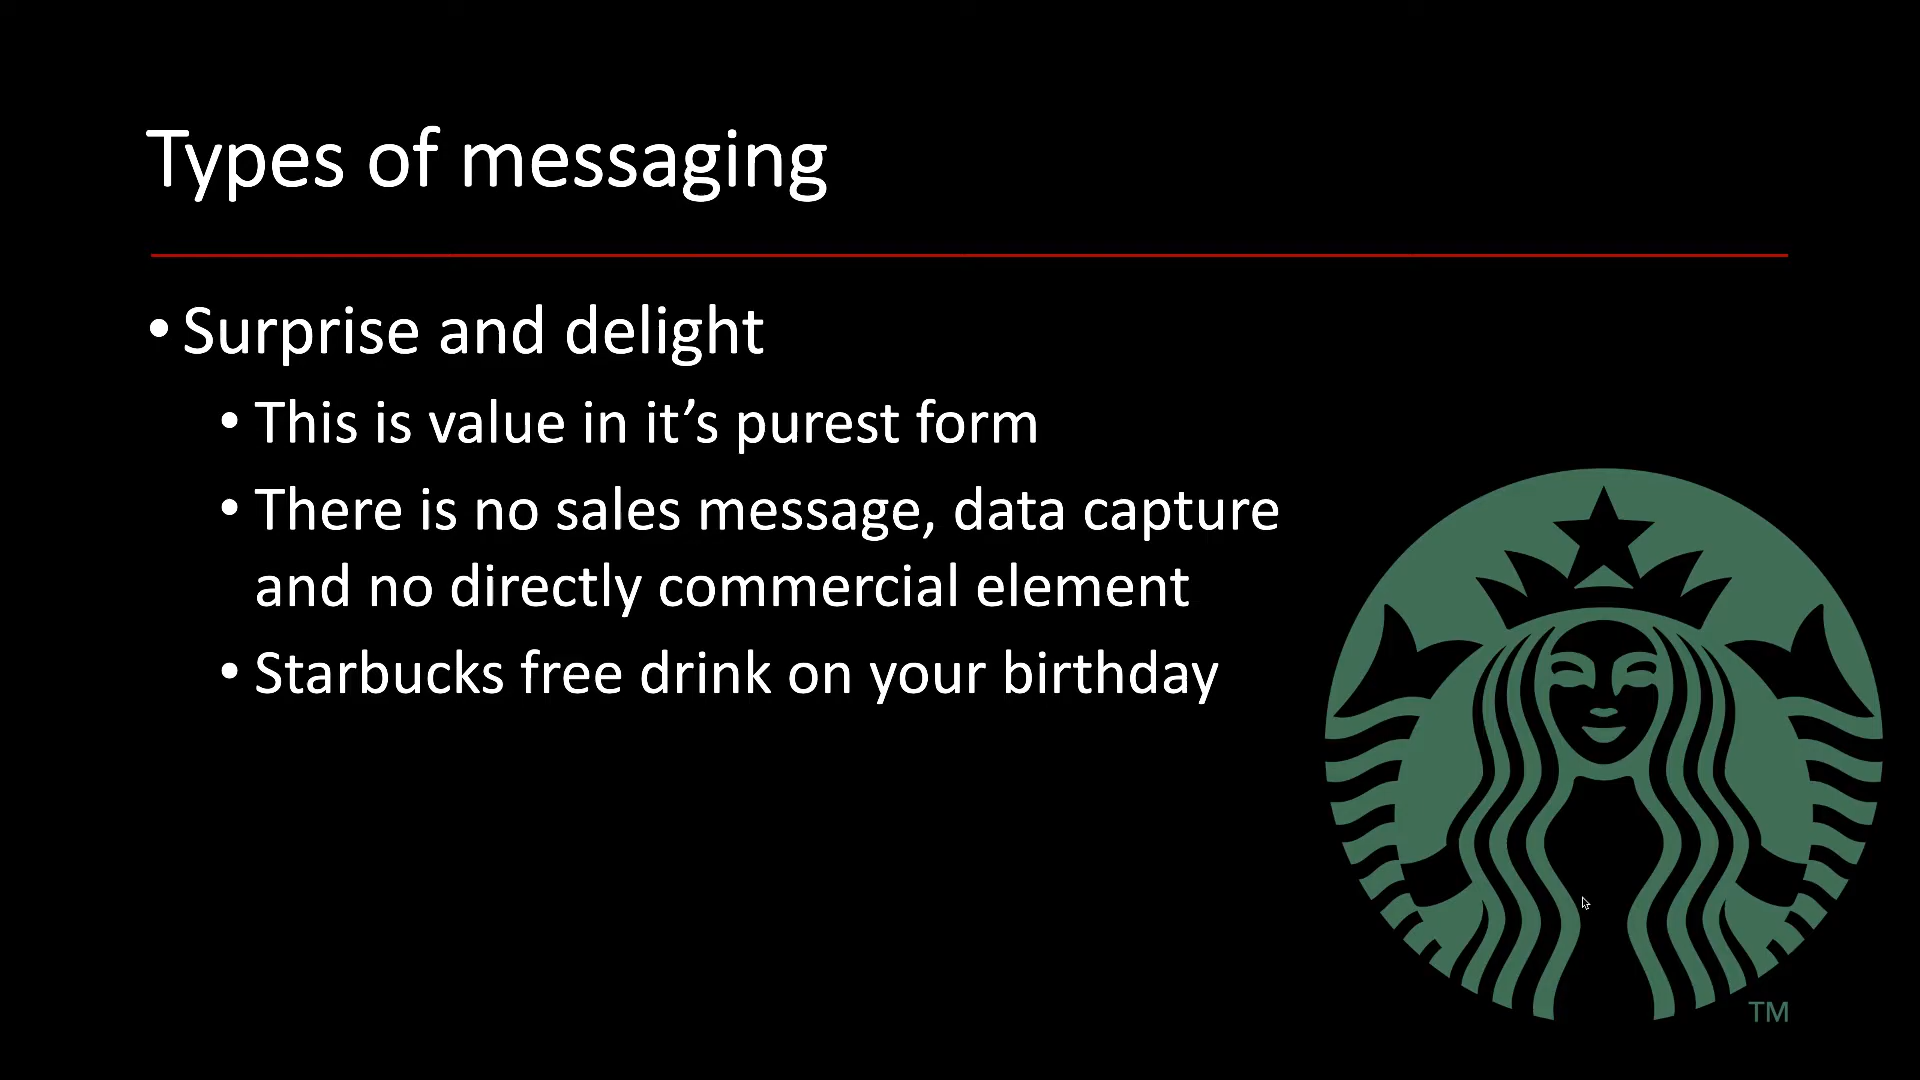 Types of messaging
• Surprise and delight
• This is value in it’s purest form
• There is no sales message, data capture
and no directly commercial element
• Starbucks free drink on your birthday
TM